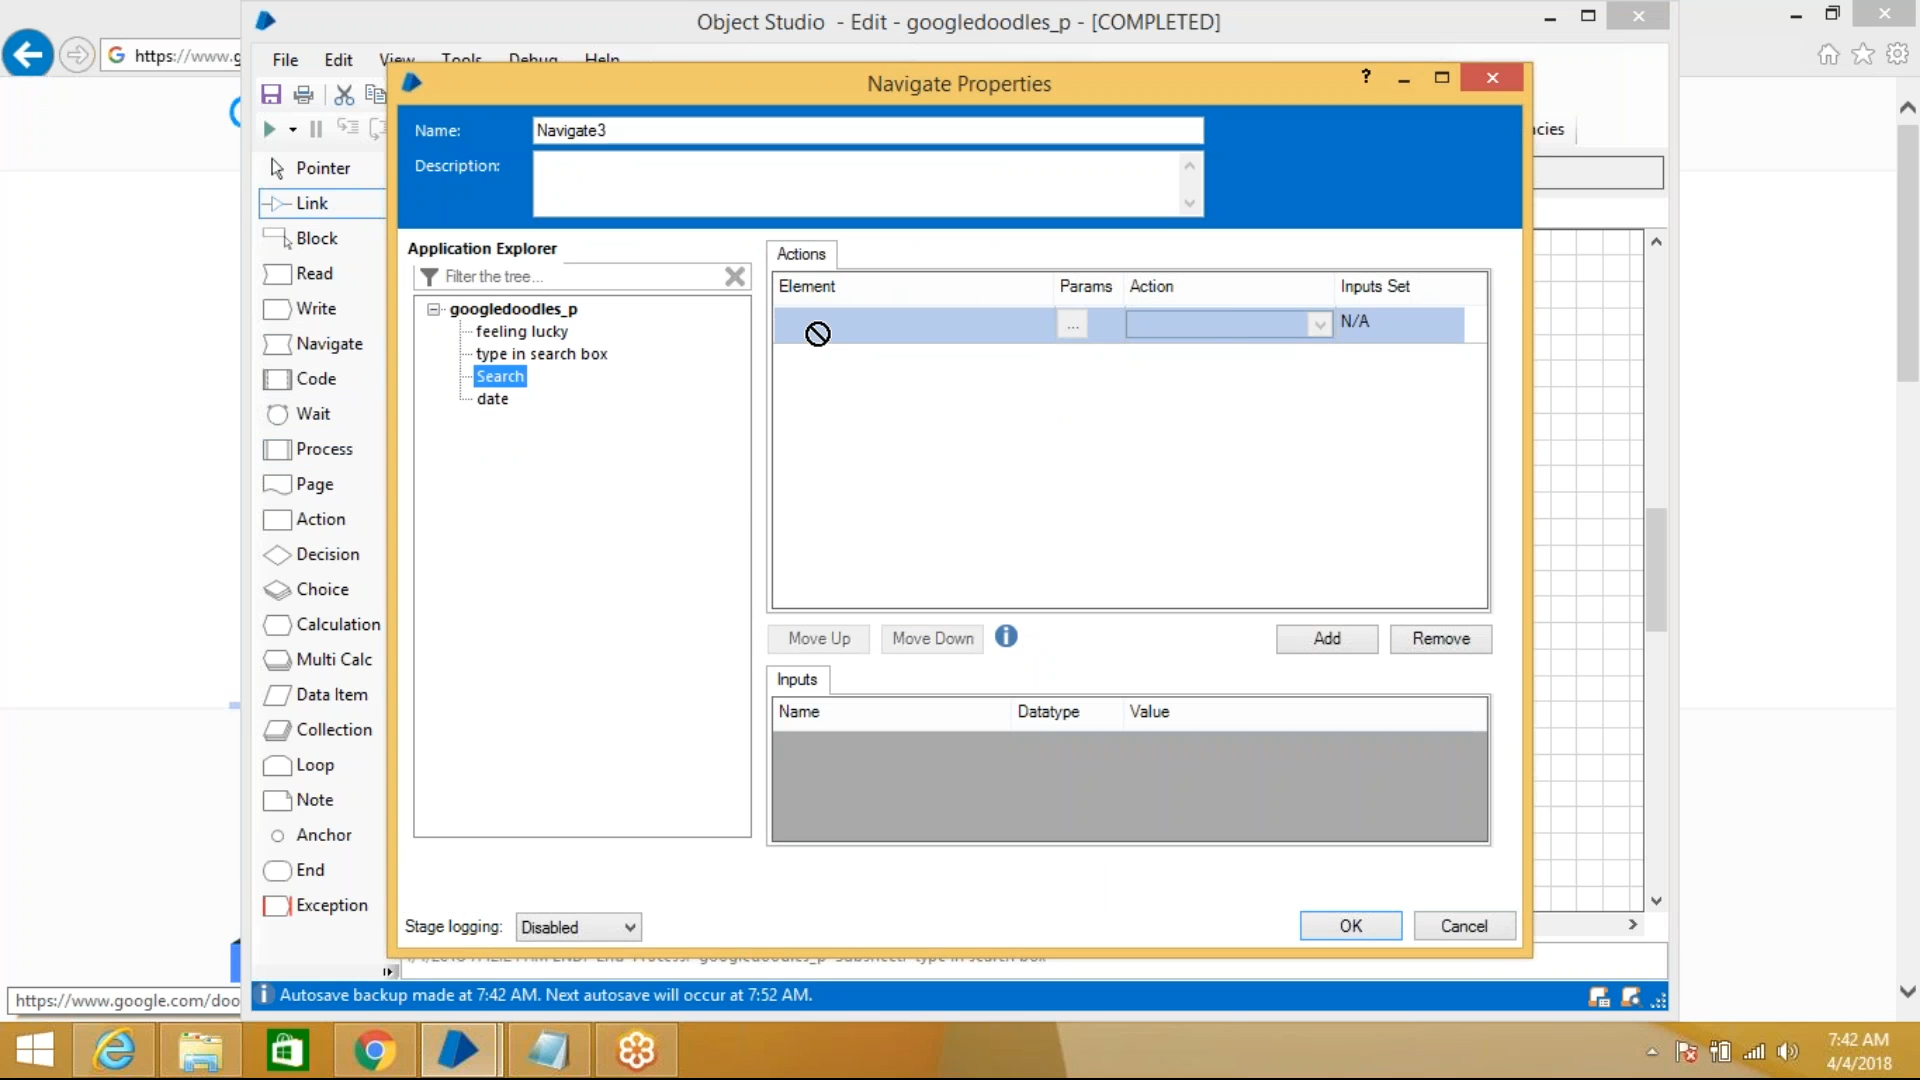 Object Studio - Edit - googledoodles_p - [COMPLETED]
https://www.g
File Edit View Tools Debug Help
Navigate Properties
?
Name: Navigate3
Description:
cies
Pointer
Link
Block
Read
Write
Navigate
Code
Wait
Process
Page
Action
Decision
Choice
Calculation
Multi Calc
Data Item
Collection
Loop
Note
Anchor
End
Exception
Application Explorer
Filter the tree...
googledoodles_p
feeling lucky
type in search box
Search
date
Actions
Element Params Action Inputs Set
... N/A
Move Up Move Down Add Remove
Inputs
Name Datatype Value
Stage logging: Disabled
OK Cancel
https://www.google.com/doo
Autosave backup made at 7:42 AM. Next autosave will occur at 7:52 AM.
7:42 AM
4/4/2018